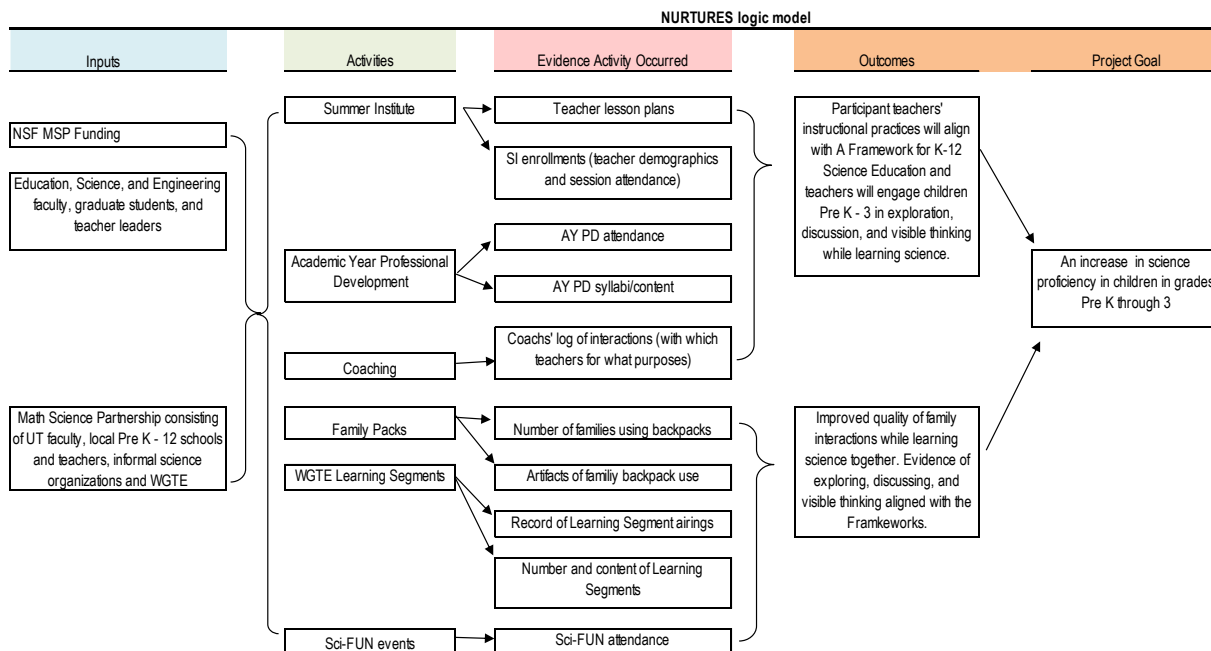 NURTURES logic model
Inputs
Activities
Evidence Activity Occurred
Outcomes
Project Goal
NSF MSP Funding
Education, Science, and Engineering
faculty, graduate students, and
teacher leaders
Math Science Partnership consisting
of UT faculty, local Pre K - 12 schools
and teachers, informal science
organizations and WGTE
Summer Institute
Academic Year Professional
Development
Coaching
Family Packs
WGTE Learning Segments
Sci-FUN events
Teacher lesson plans
SI enrollments (teacher demographics
and session attendance)
AY PD attendance
AY PD syllabi/content
Coachs' log of interactions (with which
teachers for what purposes)
Number of families using backpacks
Artifacts of familiy backpack use
Record of Learning Segment airings
Number and content of Learning
Segments
Sci-FUN attendance
Participant teachers'
instructional practices will align
with A Framework for K-12
Science Education and
teachers will engage children
Pre K - 3 in exploration,
discussion, and visible thinking
while learning science.
Improved quality of family
interactions while learning
science together. Evidence of
exploring, discussing, and
visible thinking aligned with the
Framkeworks.
An increase in science
proficiency in children in grades
Pre K through 3